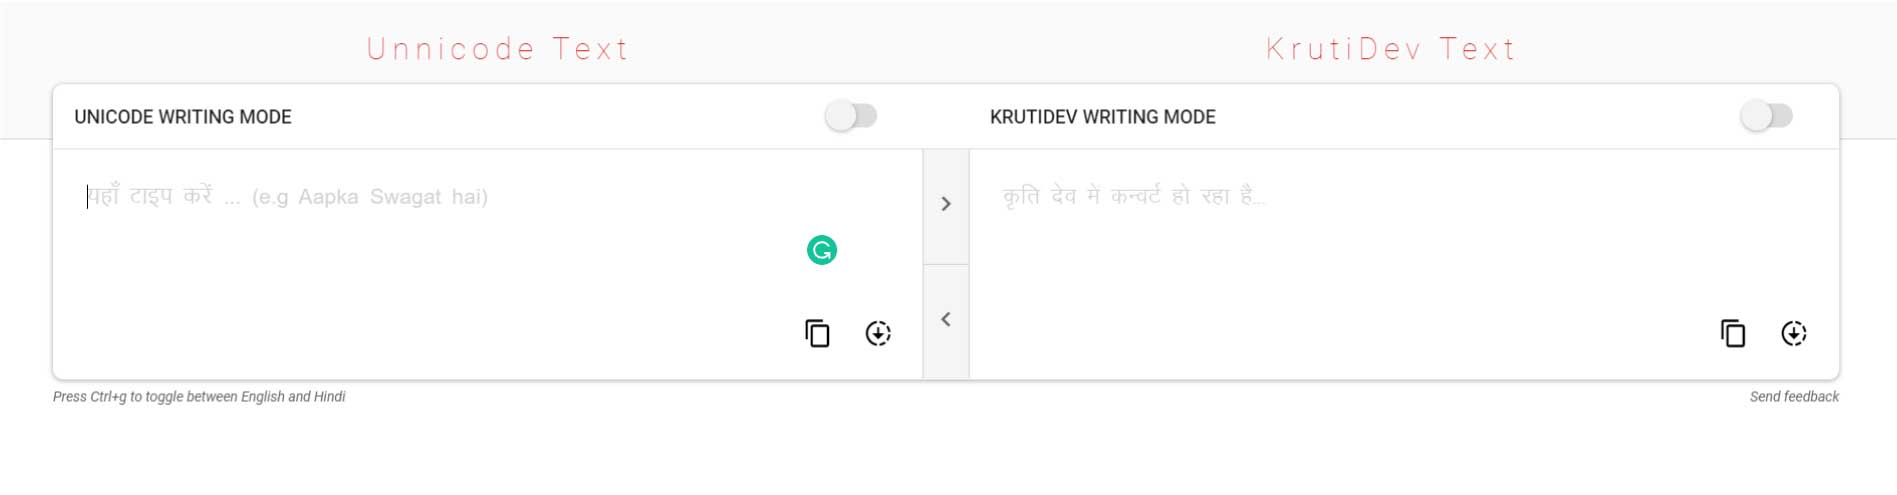 Unnicode Text
KrutiDev Text
UNICODE WRITING MODE
KRUTIDEV WRITING MODE
यहाँ टाइप करें ... (e.g Aapka Swagat hai)
कृति देव में कन्वर्ट हो रहा है...
Press Ctrl+g to toggle between English and Hindi
Send feedback